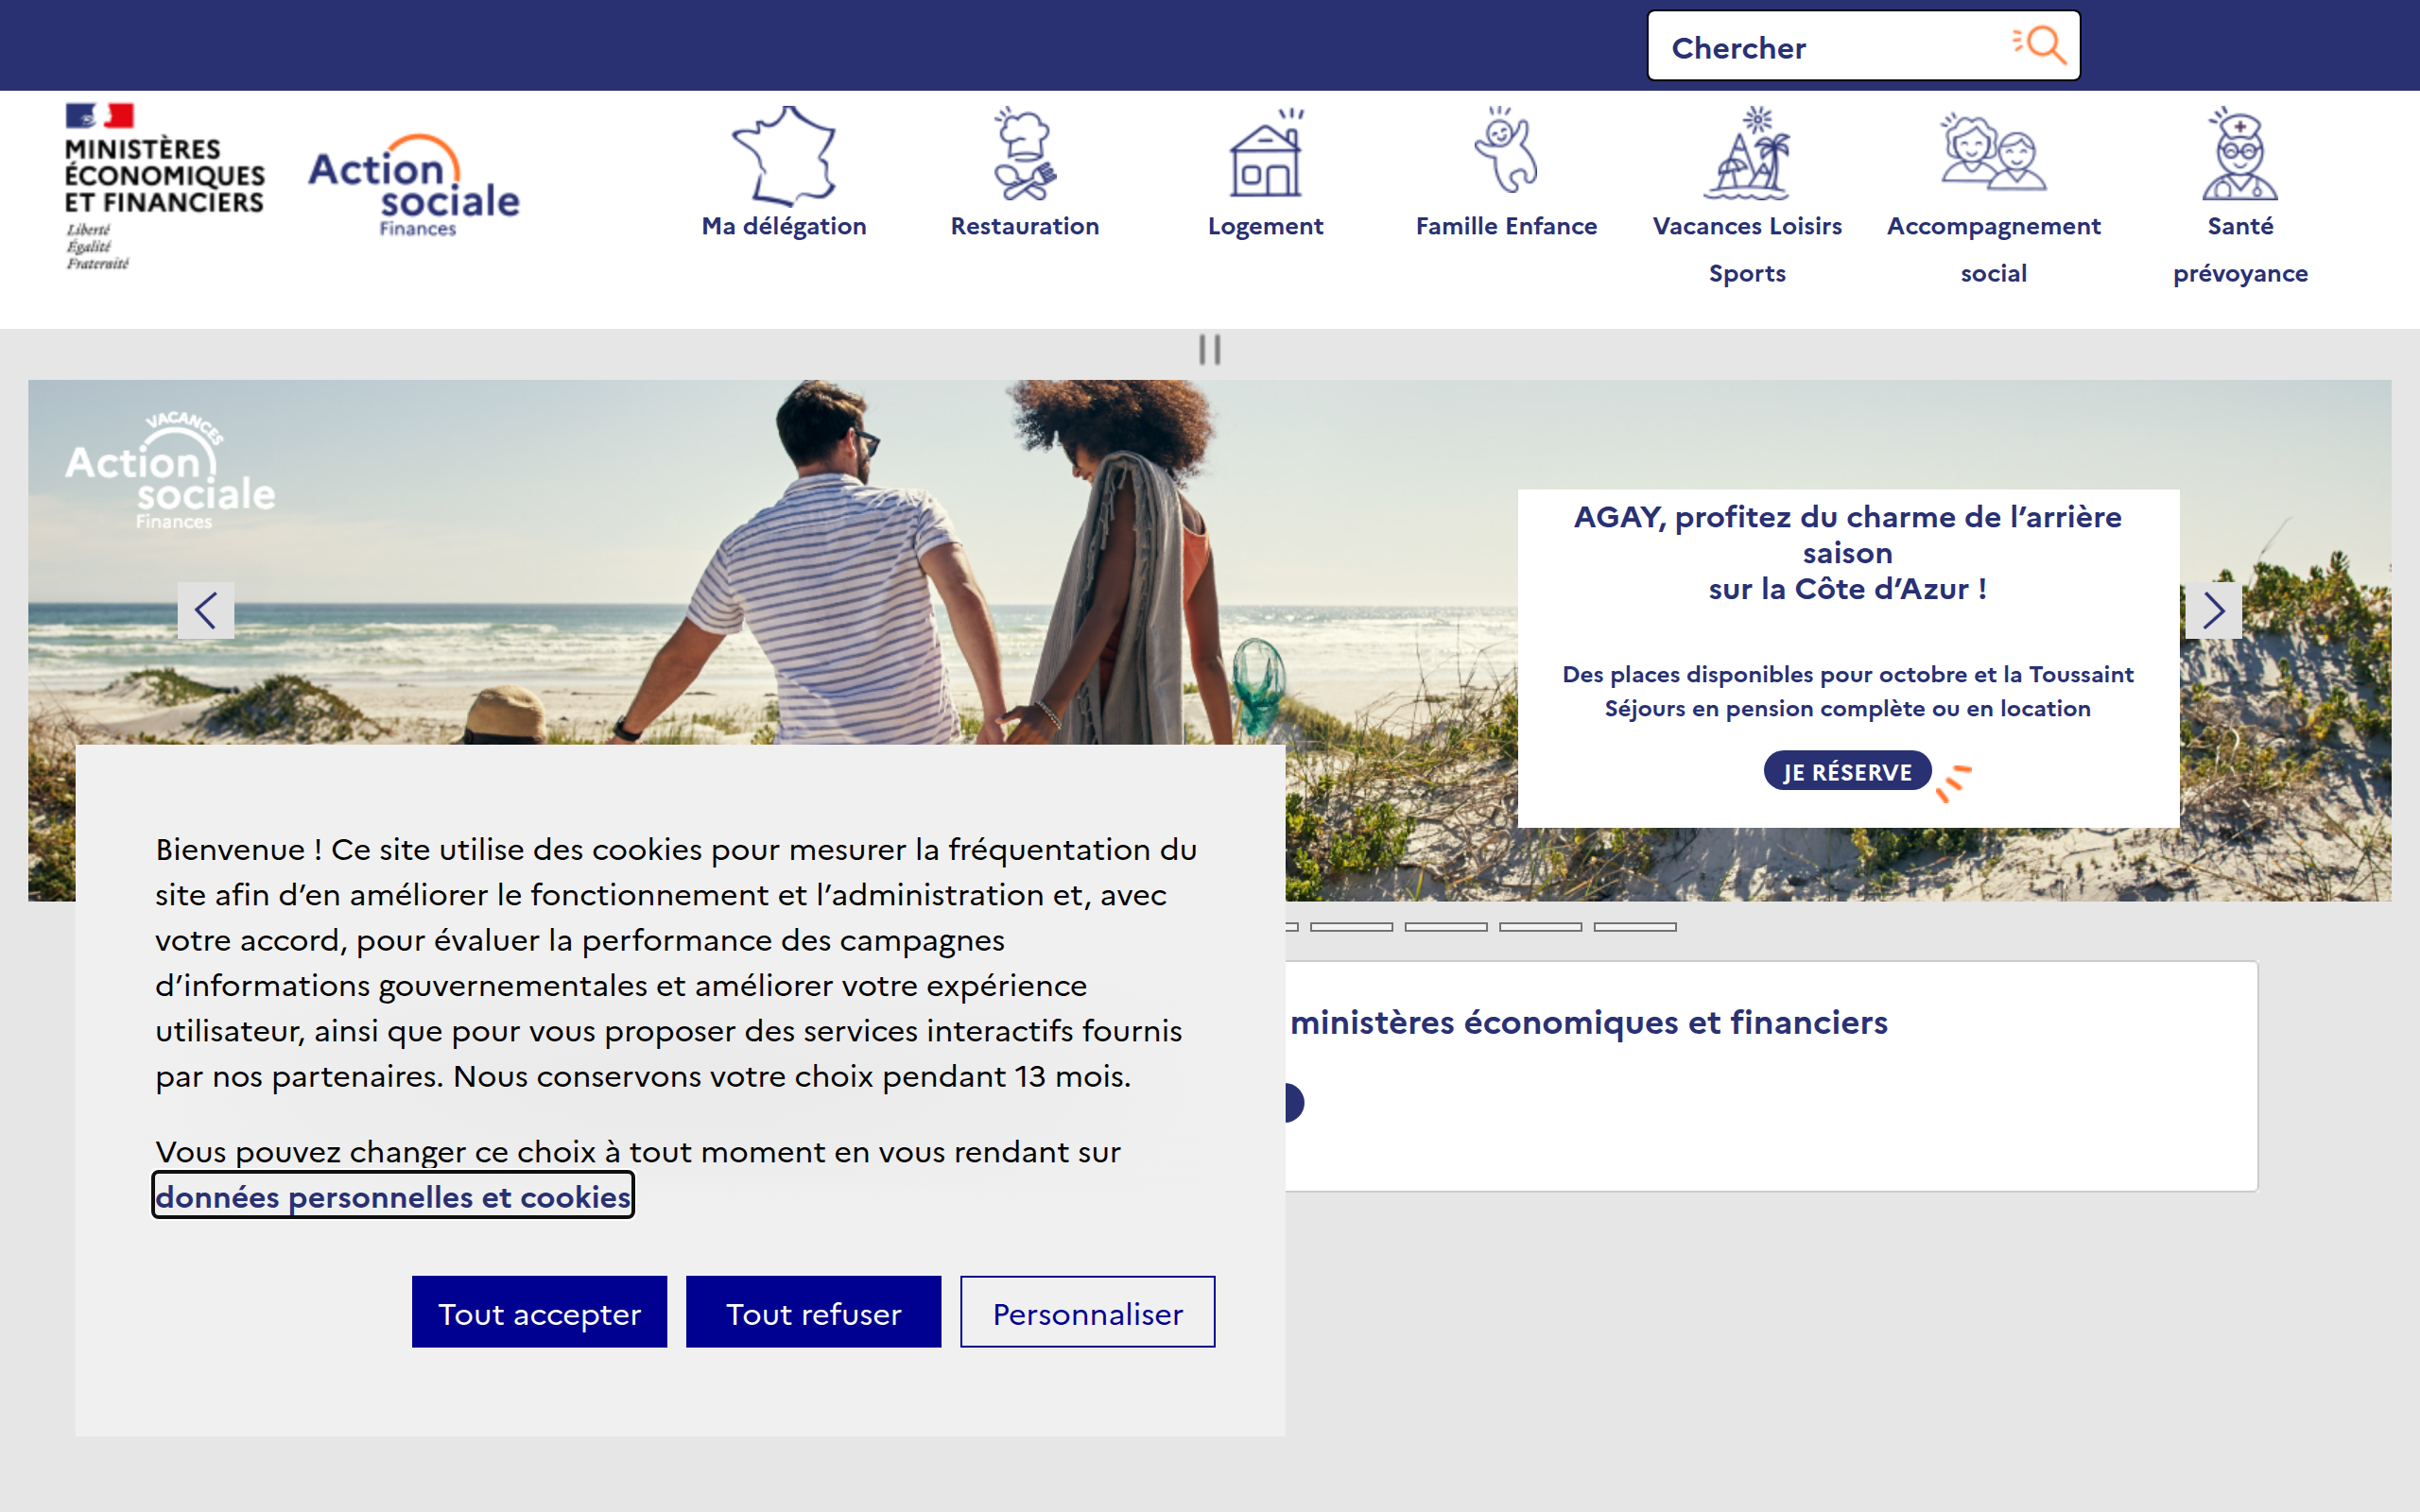 Chercher
MINISTÈRES
ÉCONOMIQUES
ET FINANCIERS
Liberté
Égalité
Fraternité
Action
sociale
Finances
Ma délégation
Restauration
Logement
Famille Enfance
Vacances Loisirs
Sports
Accompagnement
social
Santé
prévoyance
VACANCES
Action
sociale
Finances
AGAY, profitez du charme de l’arrière
saison
sur la Côte d’Azur !
Des places disponibles pour octobre et la Toussaint
Séjours en pension complète ou en location
JE RÉSERVE
Bienvenue ! Ce site utilise des cookies pour mesurer la fréquentation du
site afin d’en améliorer le fonctionnement et l’administration et, avec
votre accord, pour évaluer la performance des campagnes
d’informations gouvernementales et améliorer votre expérience
utilisateur, ainsi que pour vous proposer des services interactifs fournis
par nos partenaires. Nous conservons votre choix pendant 13 mois.
Vous pouvez changer ce choix à tout moment en vous rendant sur
données personnelles et cookies
Tout accepter
Tout refuser
Personnaliser
ministères économiques et financiers